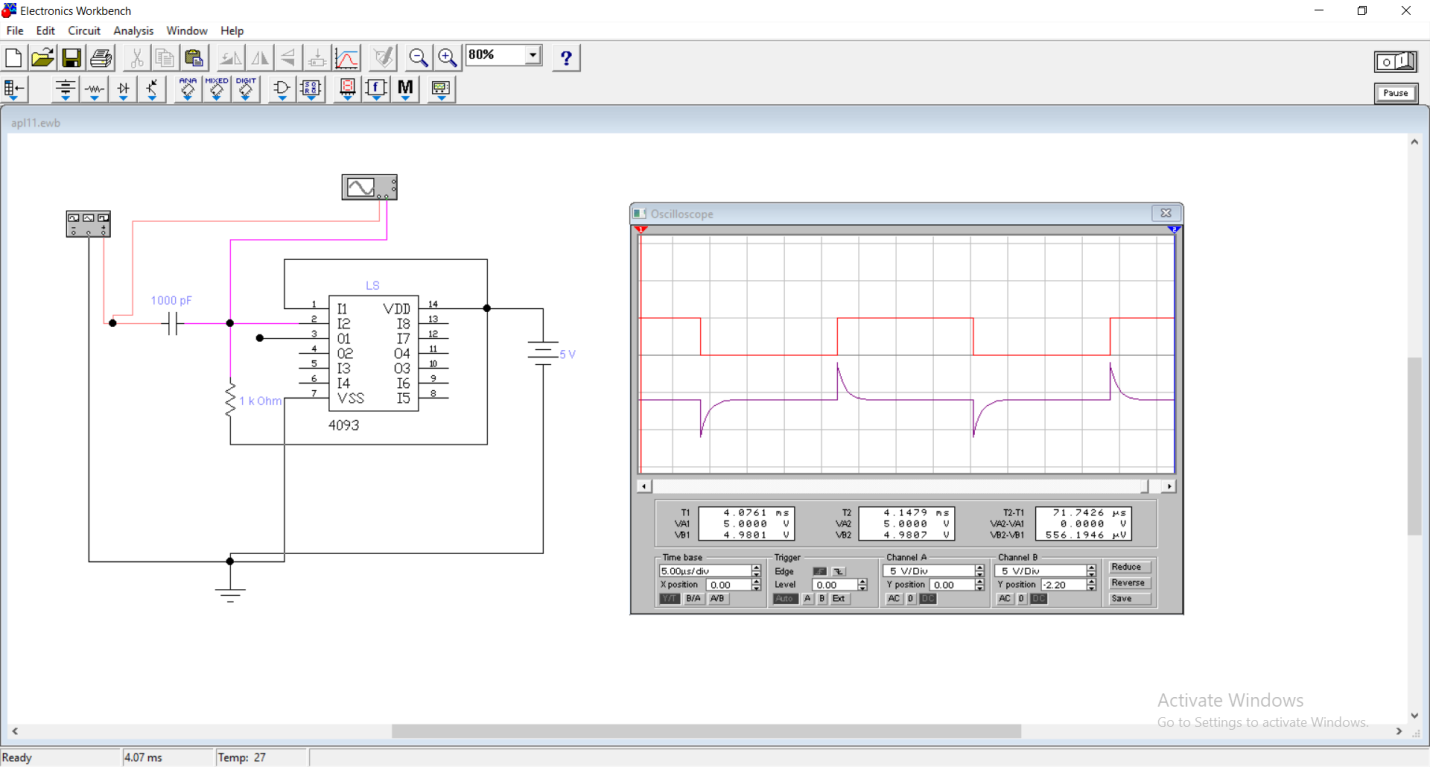 Electronics Workbench
File Edit Circuit Analysis Window Help
80%
?
ANA MIXED DIGIT
M
Pause
apl11.ewb
Oscilloscope
1 2
1000 pF
LS
1 I1 VDD 14
2 I2 I8 13
3 O1 I7 12
4 O2 O4 11
5 I3 O3 10
6 I4 I6 9
7 VSS I5 8
4093
1 k Ohm
5 V
T1 4.0761 ms T2 4.1479 ms T2-T1 71.7426 µs
VA1 5.0000 V VA2 5.0000 V VA2-VA1 0.0000 V
VB1 4.9801 V VB2 4.9807 V VB2-VB1 556.1946 µV
Time base Trigger Channel A Channel B
5.00µs/div Edge 5 V/Div 5 V/Div Reduce
X position 0.00 Level 0.00 Y position 0.00 Y position -2.20 Reverse
Y/T B/A A/B Auto A B Ext AC 0 DC AC 0 DC Save
Activate Windows
Go to Settings to activate Windows.
Ready 4.07 ms Temp: 27